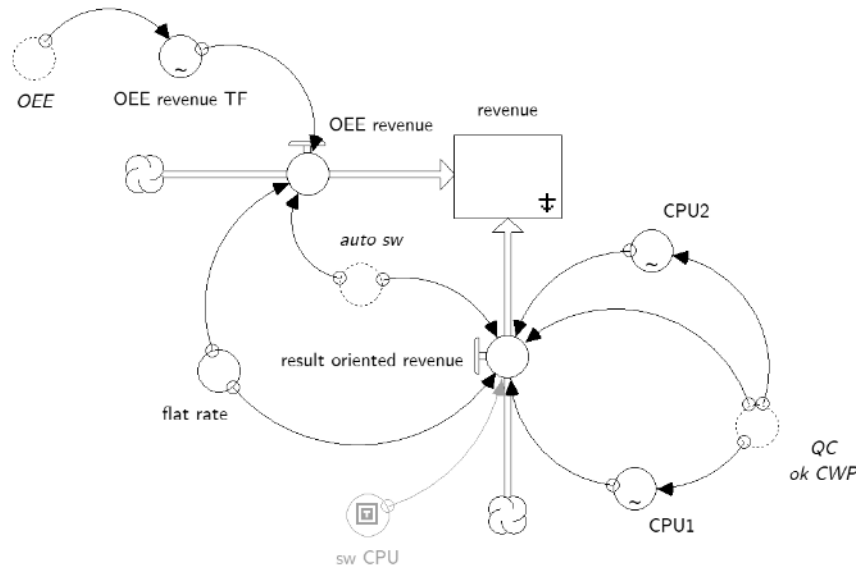 OEE
OEE revenue TF
OEE revenue
revenue
CPU2
auto sw
result oriented revenue
flat rate
QC
ok CWP
CPU1
T
sw CPU